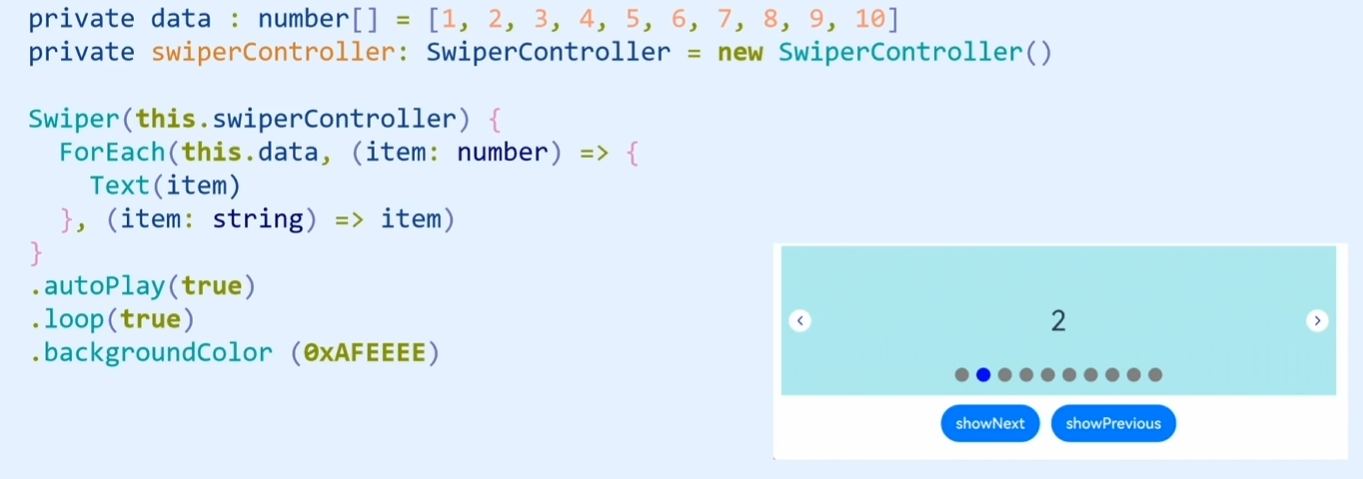 private data : number[] = [1, 2, 3, 4, 5, 6, 7, 8, 9, 10]
private swiperController: SwiperController = new SwiperController()

Swiper(this.swiperController) {
  ForEach(this.data, (item: number) => {
    Text(item)
  }, (item: string) => item)
}
.autoPlay(true)
.loop(true)
.backgroundColor (0xAFEEEE)
2
showNext showPrevious